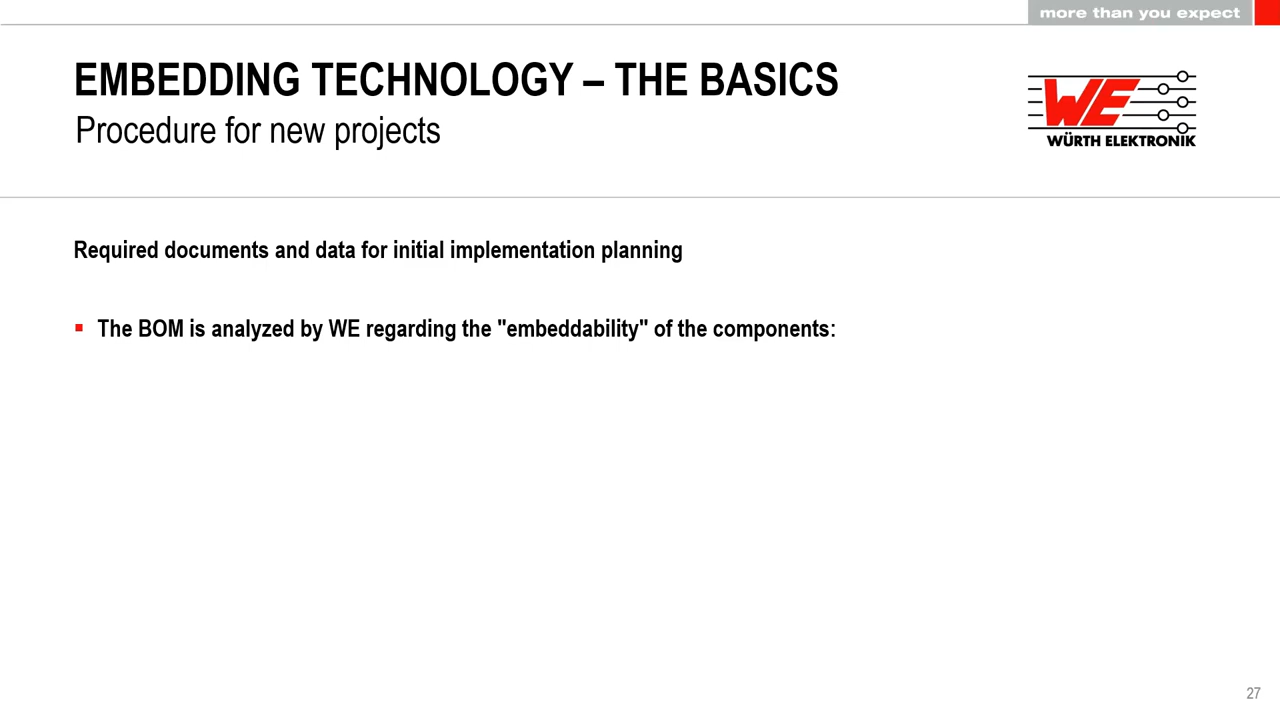 more than you expect
EMBEDDING TECHNOLOGY – THE BASICS
Procedure for new projects
WE
WÜRTH ELEKTRONIK
Required documents and data for initial implementation planning
▪ The BOM is analyzed by WE regarding the "embeddability" of the components:
27